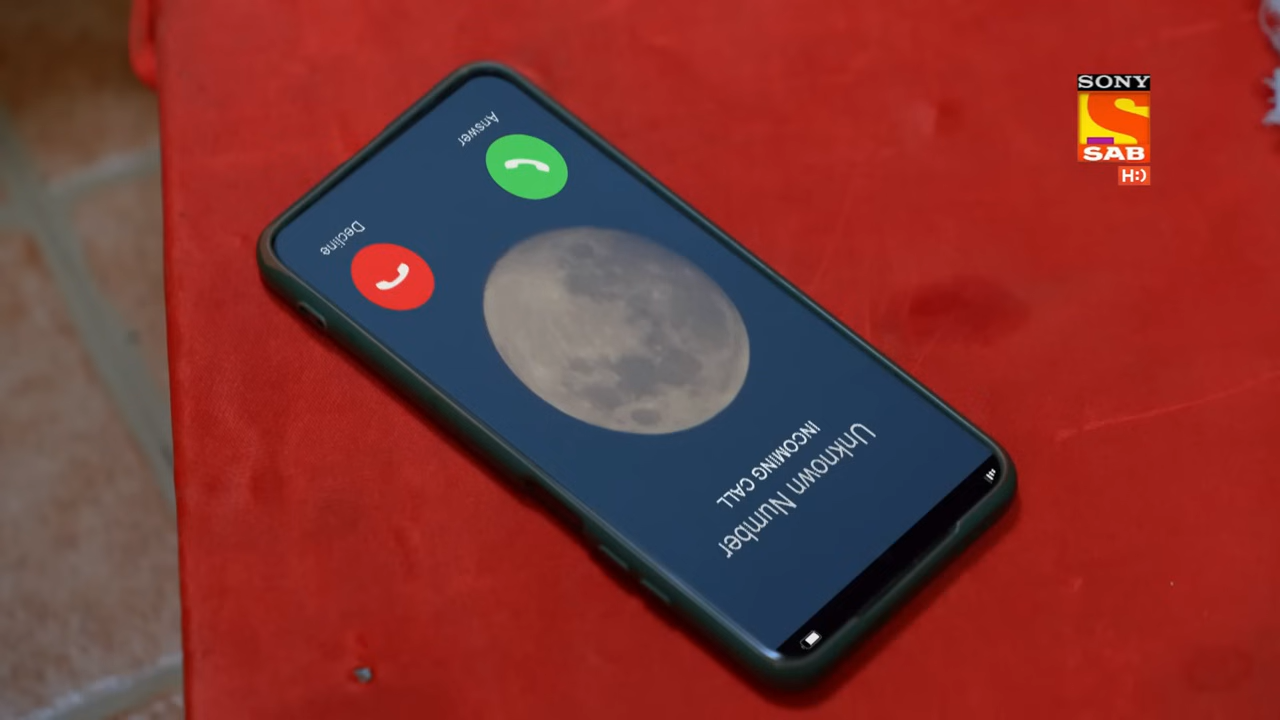 Unknown Number
INCOMING CALL
Decline
Answer
SONY
SAB
HD